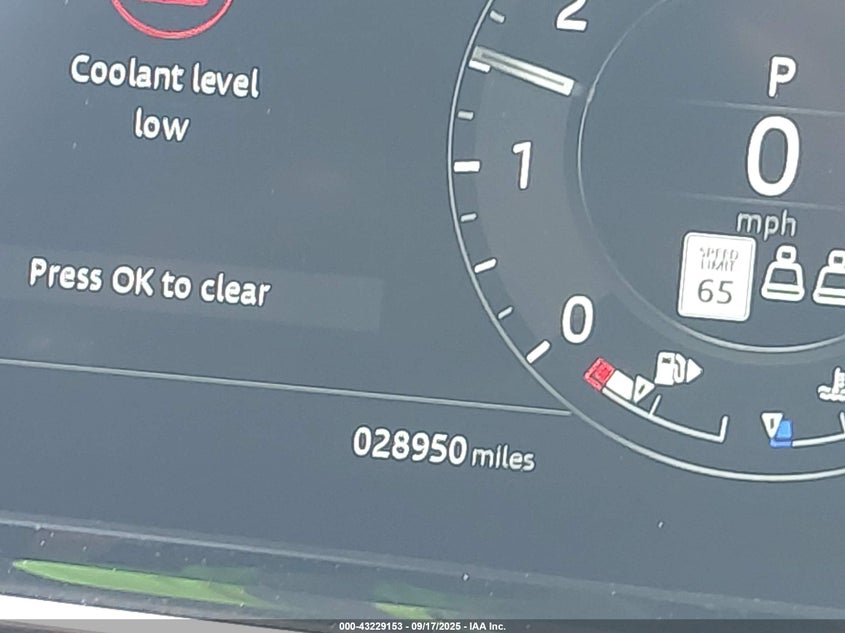 Coolant level
low
Press OK to clear
028950 miles
2
1
0
P
0
mph
SPEED
LIMIT
65
000-43229153 - 09/17/2025 - IAA Inc.